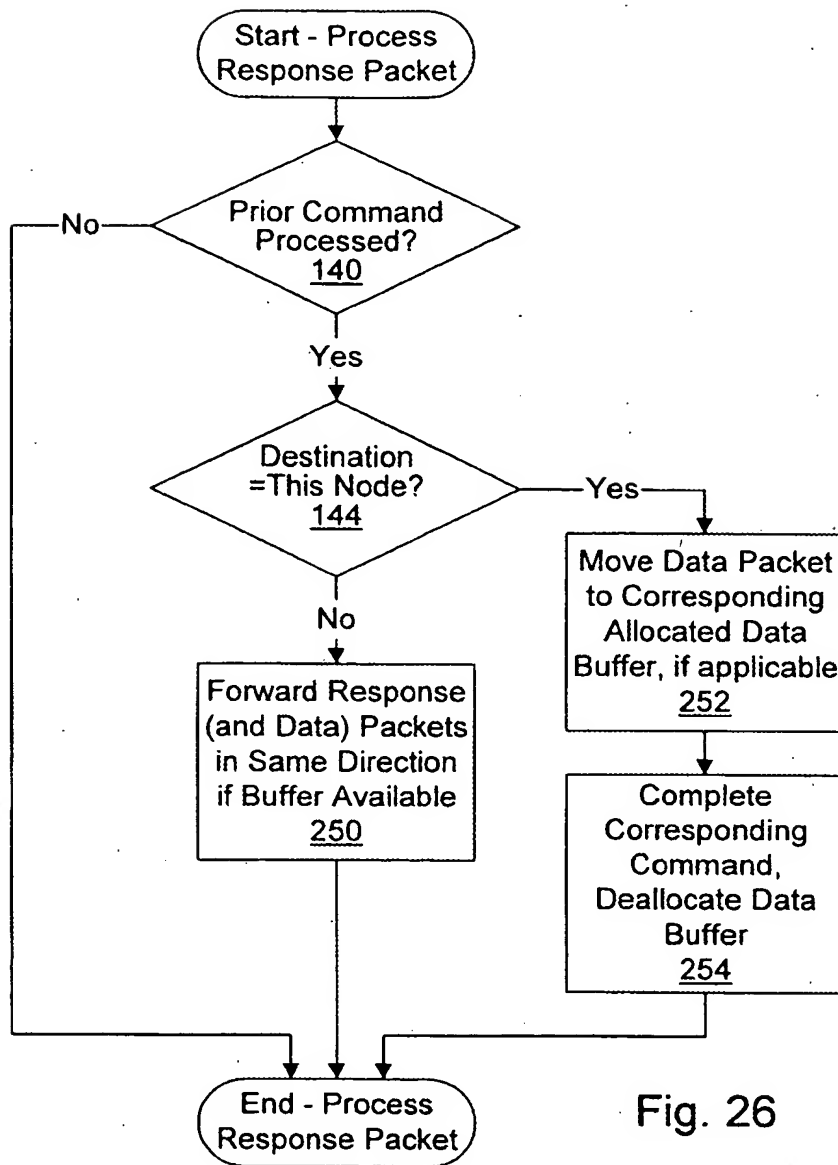 Start - Process
Response Packet
No
Prior Command
Processed?
140
Yes
Destination
=This Node?
144
Yes
No
Move Data Packet
to Corresponding
Allocated Data
Buffer, if applicable
252
Forward Response
(and Data) Packets
in Same Direction
if Buffer Available
250
Complete
Corresponding
Command,
Deallocate Data
Buffer
254
End - Process
Response Packet
Fig. 26